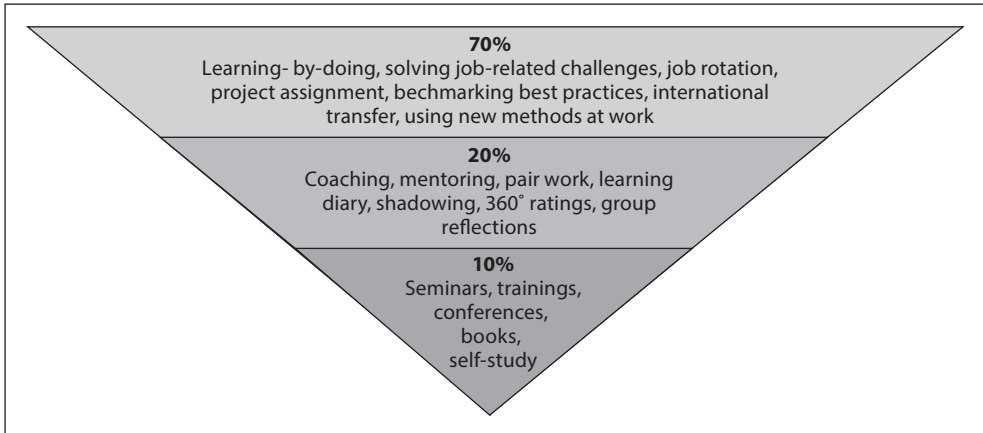 70%
Learning- by-doing, solving job-related challenges, job rotation,
project assignment, bechmarking best practices, international
transfer, using new methods at work
20%
Coaching, mentoring, pair work, learning
diary, shadowing, 360˚ ratings, group
reflections
10%
Seminars, trainings,
conferences,
books,
self-study